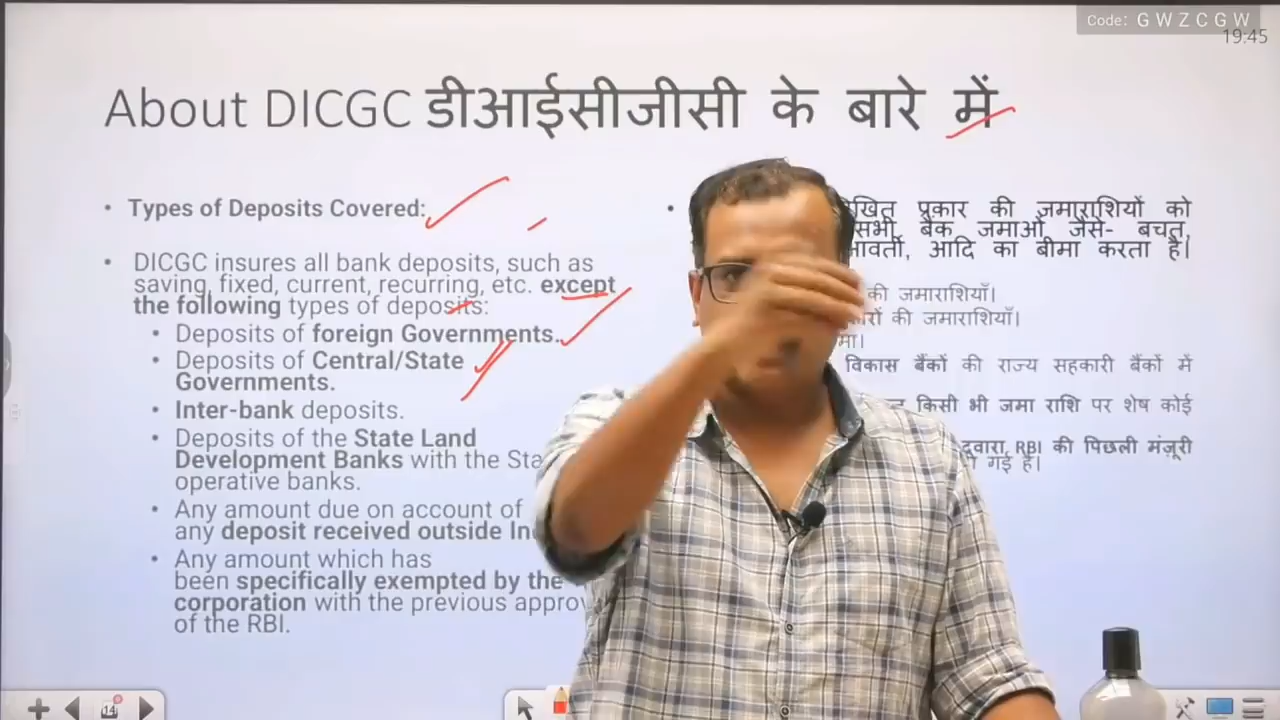 Code: G W Z C G W
19:45
About DICGC डीआईसीजीसी के बारे में
Types of Deposits Covered:
DICGC insures all bank deposits, such as
saving, fixed, current, recurring, etc. except
the following types of deposits:
Deposits of foreign Governments.
Deposits of Central/State
Governments.
Inter-bank deposits.
Deposits of the State Land
Development Banks with the
operative banks.
Any amount due on account of
any deposit received outside
Any amount which has
been specifically exempted by the
corporation with the previous
of the RBI.
प्रकार की जमाराशियों को
सभी बैंक जमाओं जैसे- बचत,
आदि का बीमा करता है।
की जमाराशियाँ।
की जमाराशियाँ।
विकास बैंकों की राज्य सहकारी बैंकों में
किसी भी जमा राशि पर शेष कोई
द्वारा RBI की पिछली मंज़ूरी
गई है।
14